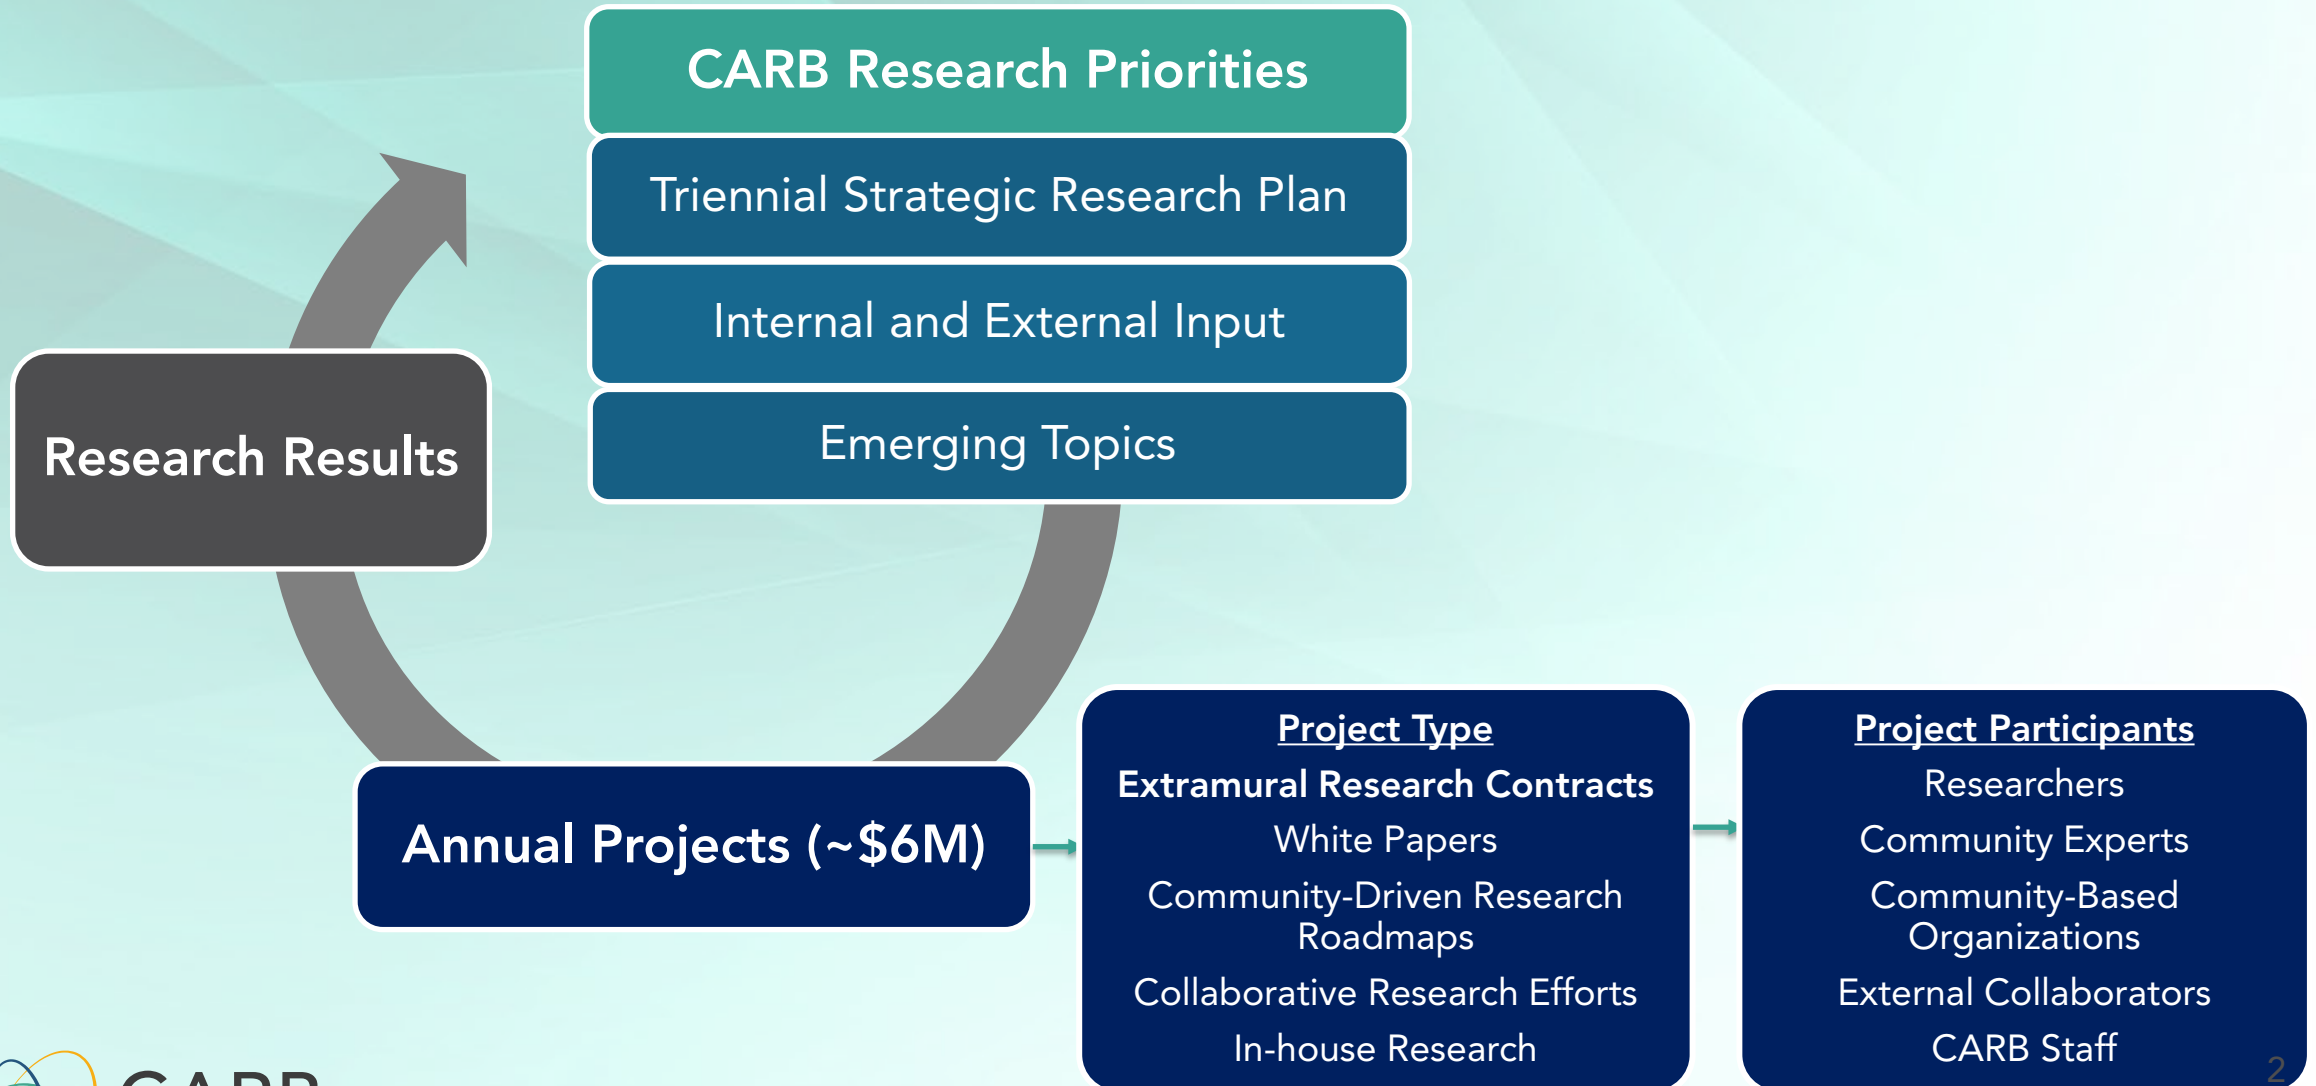 CARB Research Priorities
Triennial Strategic Research Plan
Internal and External Input
Emerging Topics
Research Results
Annual Projects (~$6M)
Project Type
Extramural Research Contracts
White Papers
Community-Driven Research
Roadmaps
Collaborative Research Efforts
In-house Research
Project Participants
Researchers
Community Experts
Community-Based
Organizations
External Collaborators
CARB Staff
CARB
2